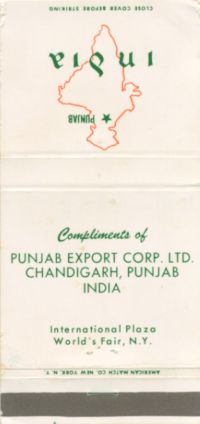 CLOSE COVER BEFORE STRIKING
india
PUNJAB
Compliments of
PUNJAB EXPORT CORP. LTD.
CHANDIGARH, PUNJAB
INDIA
International Plaza
World's Fair, N.Y.
AMERICAN MATCH CO. NEW YORK, N. Y.